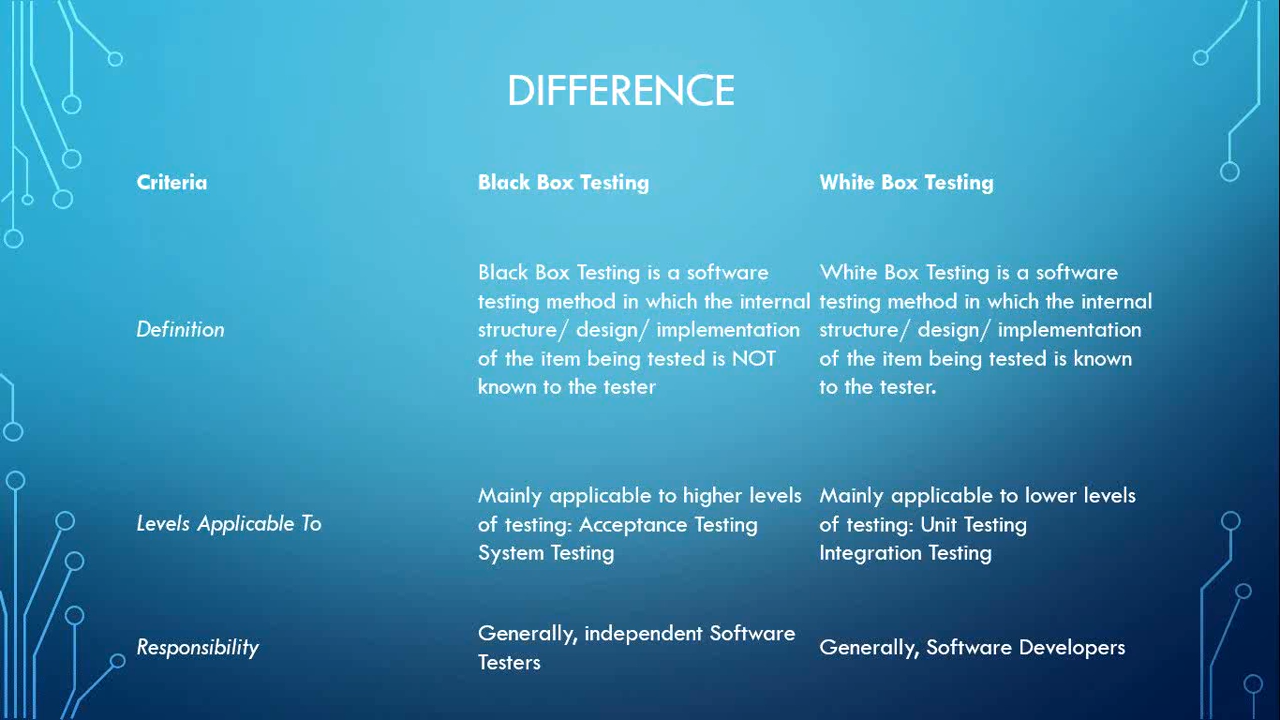 DIFFERENCE
Criteria
Black Box Testing
White Box Testing
Definition
Black Box Testing is a software
testing method in which the internal
structure/ design/ implementation
of the item being tested is NOT
known to the tester
White Box Testing is a software
testing method in which the internal
structure/ design/ implementation
of the item being tested is known
to the tester.
Levels Applicable To
Mainly applicable to higher levels
of testing: Acceptance Testing
System Testing
Mainly applicable to lower levels
of testing: Unit Testing
Integration Testing
Responsibility
Generally, independent Software
Testers
Generally, Software Developers